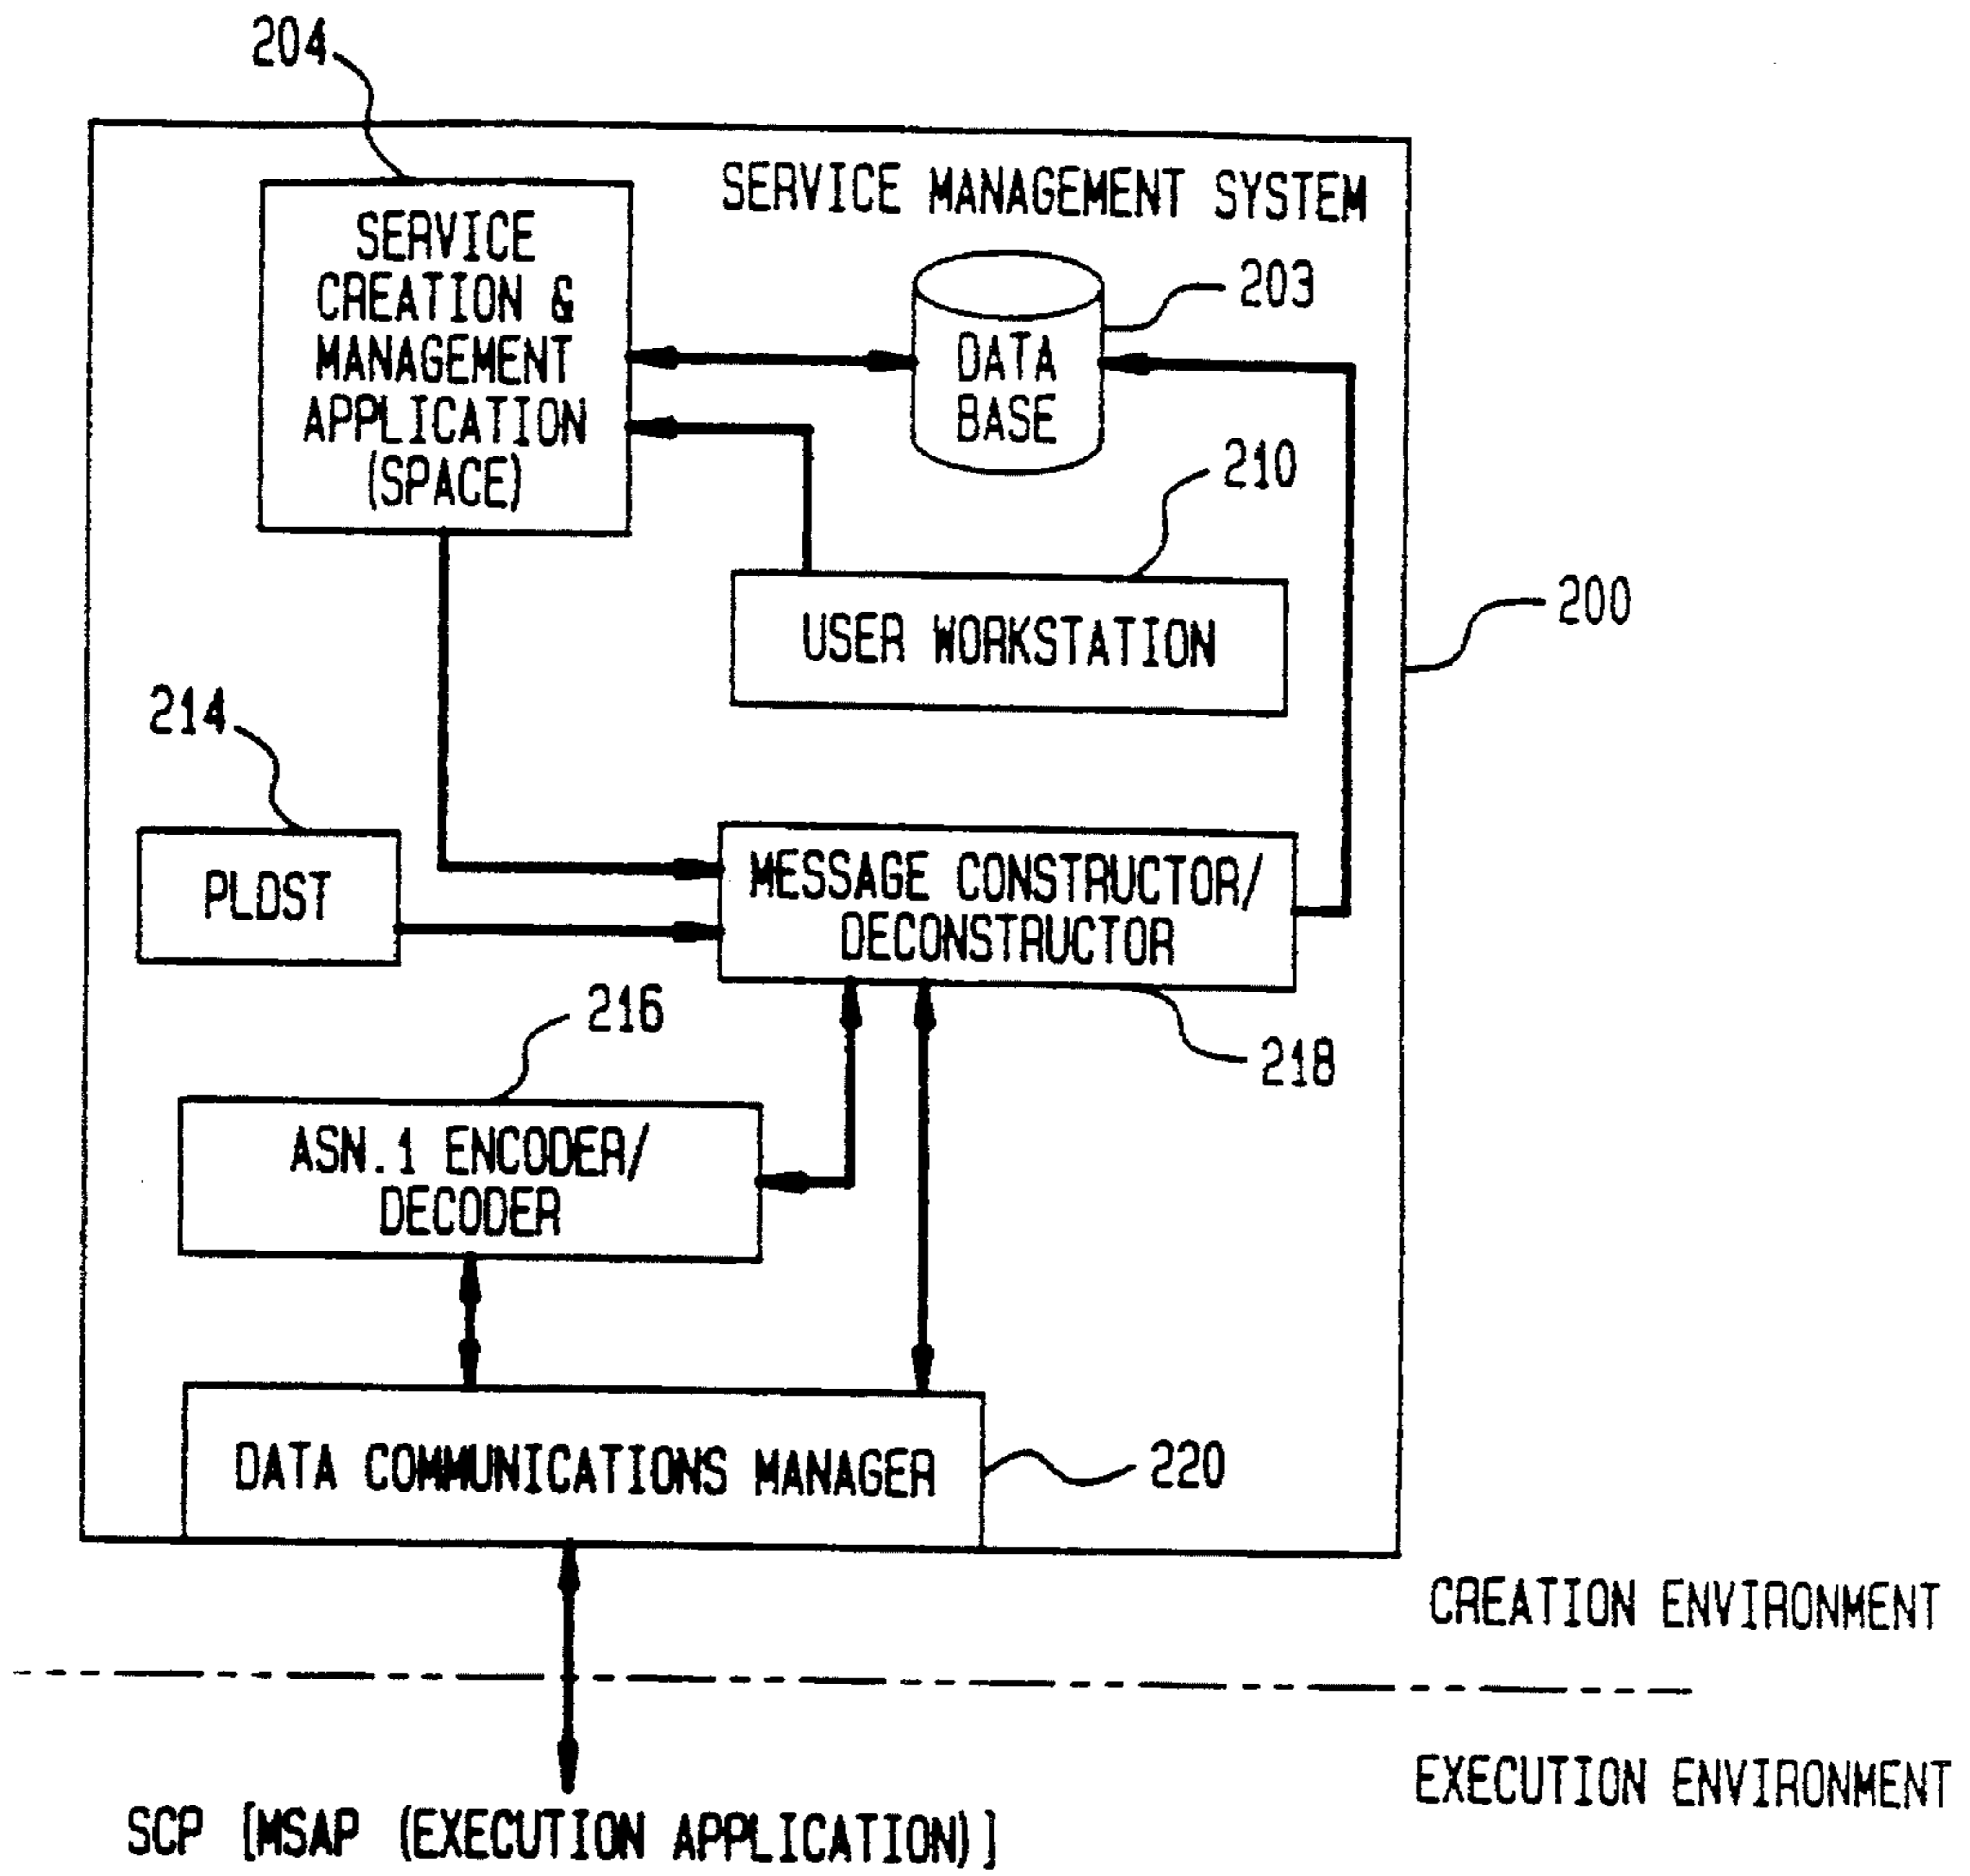 204
SERVICE MANAGEMENT SYSTEM
SERVICE
CREATION &
MANAGEMENT
APPLICATION
(SPACE)
203
DATA
BASE
210
USER WORKSTATION
200
214
PLDST
MESSAGE CONSTRUCTOR/
DECONSTRUCTOR
216
218
ASN.1 ENCODER/
DECODER
DATA COMMUNICATIONS MANAGER
220
CREATION ENVIRONMENT
EXECUTION ENVIRONMENT
SCP [MSAP (EXECUTION APPLICATION)]